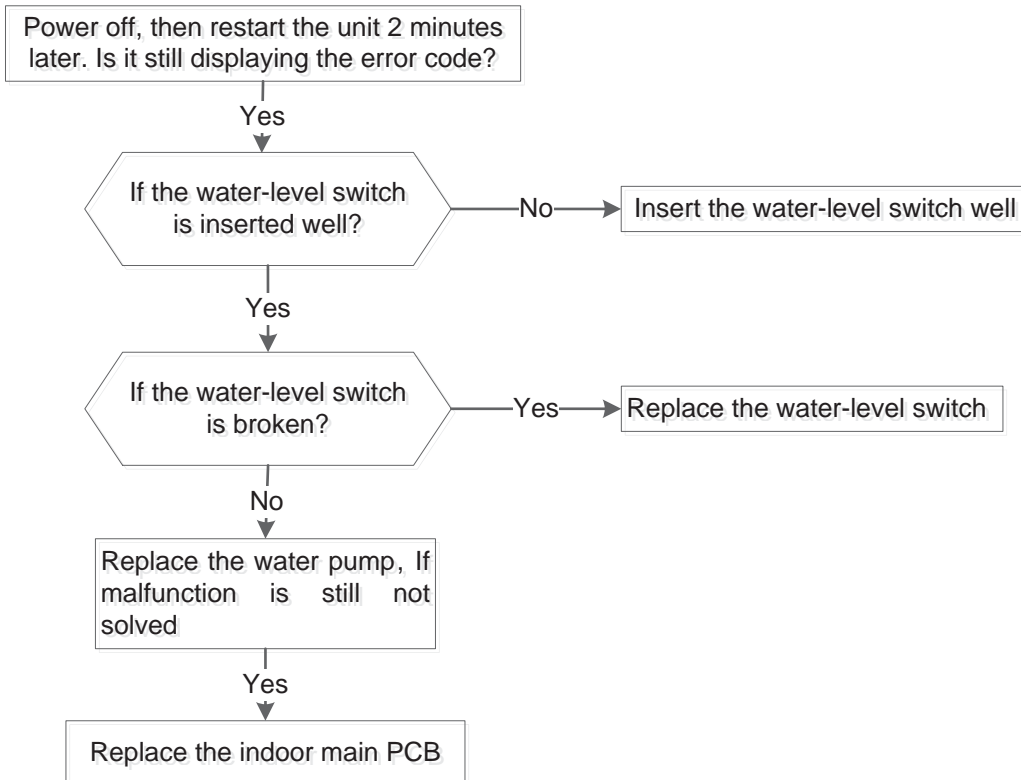 Power off, then restart the unit 2 minutes
later. Is it still displaying the error code?
Yes
If the water-level switch
is inserted well?
No
Insert the water-level switch well
Yes
If the water-level switch
is broken?
Yes
Replace the water-level switch
No
Replace the water pump, If
malfunction is still not
solved
Yes
Replace the indoor main PCB